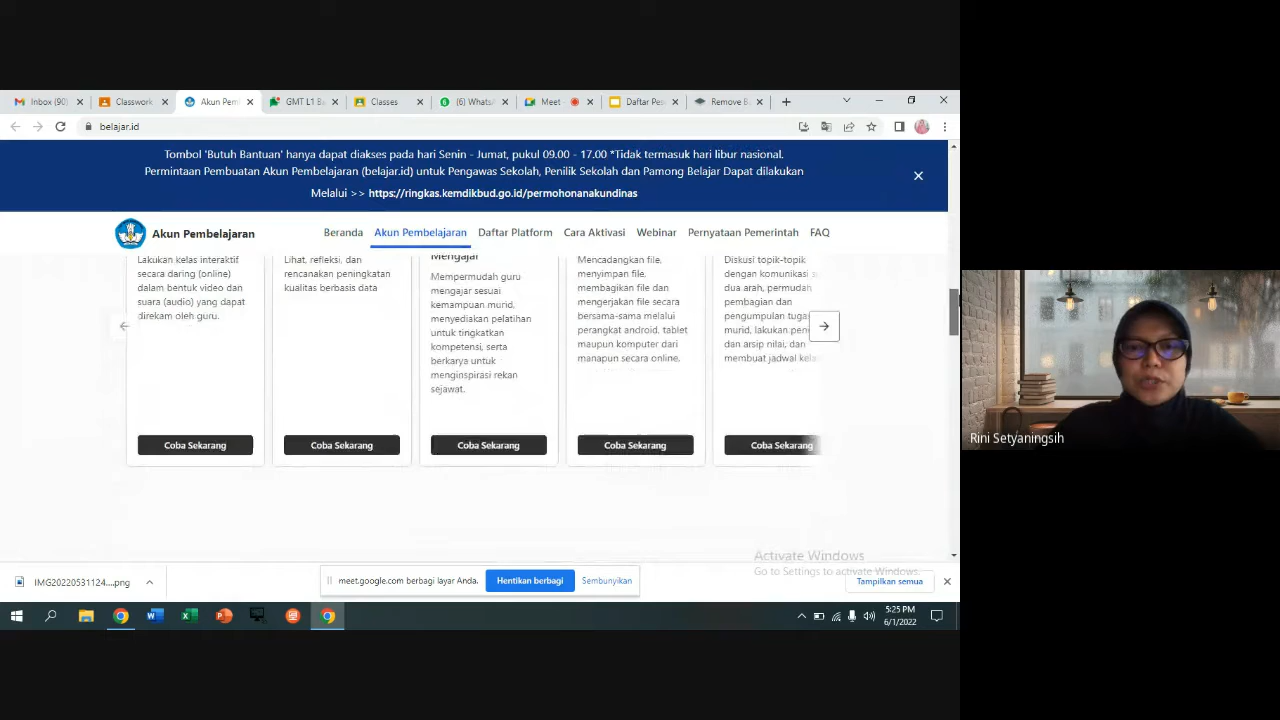 Inbox (90)
Classwork
Akun Pem
GMT L1 Ba
Classes
(6) Whats
Meet -
Daftar Pes
Remove B
belajar.id
Tombol 'Butuh Bantuan' hanya dapat diakses pada hari Senin - Jumat, pukul 09.00 - 17.00 *Tidak termasuk hari libur nasional.
Permintaan Pembuatan Akun Pembelajaran (belajar.id) untuk Pengawas Sekolah, Penilik Sekolah dan Pamong Belajar Dapat dilakukan
Melalui >> https://ringkas.kemdikbud.go.id/permohonanakundinas
Akun Pembelajaran
Beranda
Akun Pembelajaran
Daftar Platform
Cara Aktivasi
Webinar
Pernyataan Pemerintah
FAQ
Lakukan kelas interaktif
secara daring (online)
dalam bentuk video dan
suara (audio) yang dapat
direkam oleh guru.
Coba Sekarang
Lihat, refleksi, dan
rencanakan peningkatan
kualitas berbasis data
Coba Sekarang
Mengajar
Mempermudah guru
mengajar sesuai
kemampuan murid,
menyediakan pelatihan
untuk tingkatkan
kompetensi, serta
berkarya untuk
menginspirasi rekan
sejawat.
Coba Sekarang
Mencadangkan file,
menyimpan file,
membagikan file dan
mengerjakan file secara
bersama-sama melalui
perangkat android, tablet
maupun komputer dari
manapun secara online.
Coba Sekarang
Diskusi topik-topik
dengan komunikasi s
dua arah, permudah
pembagian dan
pengumpulan tuga
murid, lakukan pen
dan arsip nilai, dan
membuat jadwal kela
Coba Sekarang
Rini Setyaningsih
Activate Windows
Go to Settings to activate Windows.
IMG20220531124....png
meet.google.com berbagi layar Anda.
Hentikan berbagi
Sembunyikan
Tampilkan semua
5:25 PM
6/1/2022